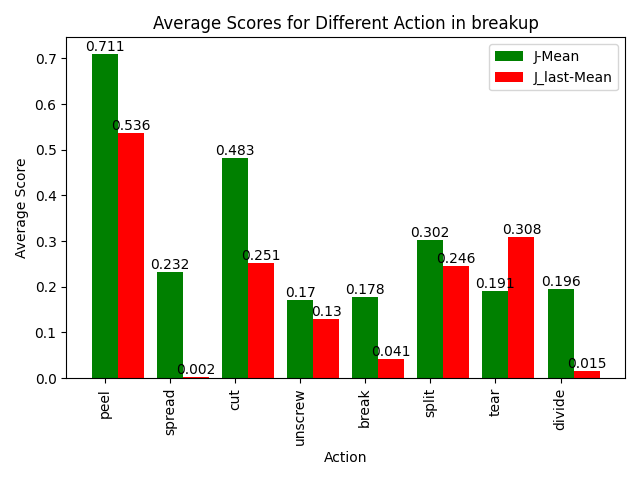 Average Scores for Different Action in breakup
J-Mean
J_last-Mean
Average Score
0.7
0.6
0.5
0.4
0.3
0.2
0.1
0.0
0.711
0.536
0.232
0.002
0.483
0.251
0.17
0.13
0.178
0.041
0.302
0.246
0.191
0.308
0.196
0.015
peel
spread
cut
unscrew
break
split
tear
divide
Action